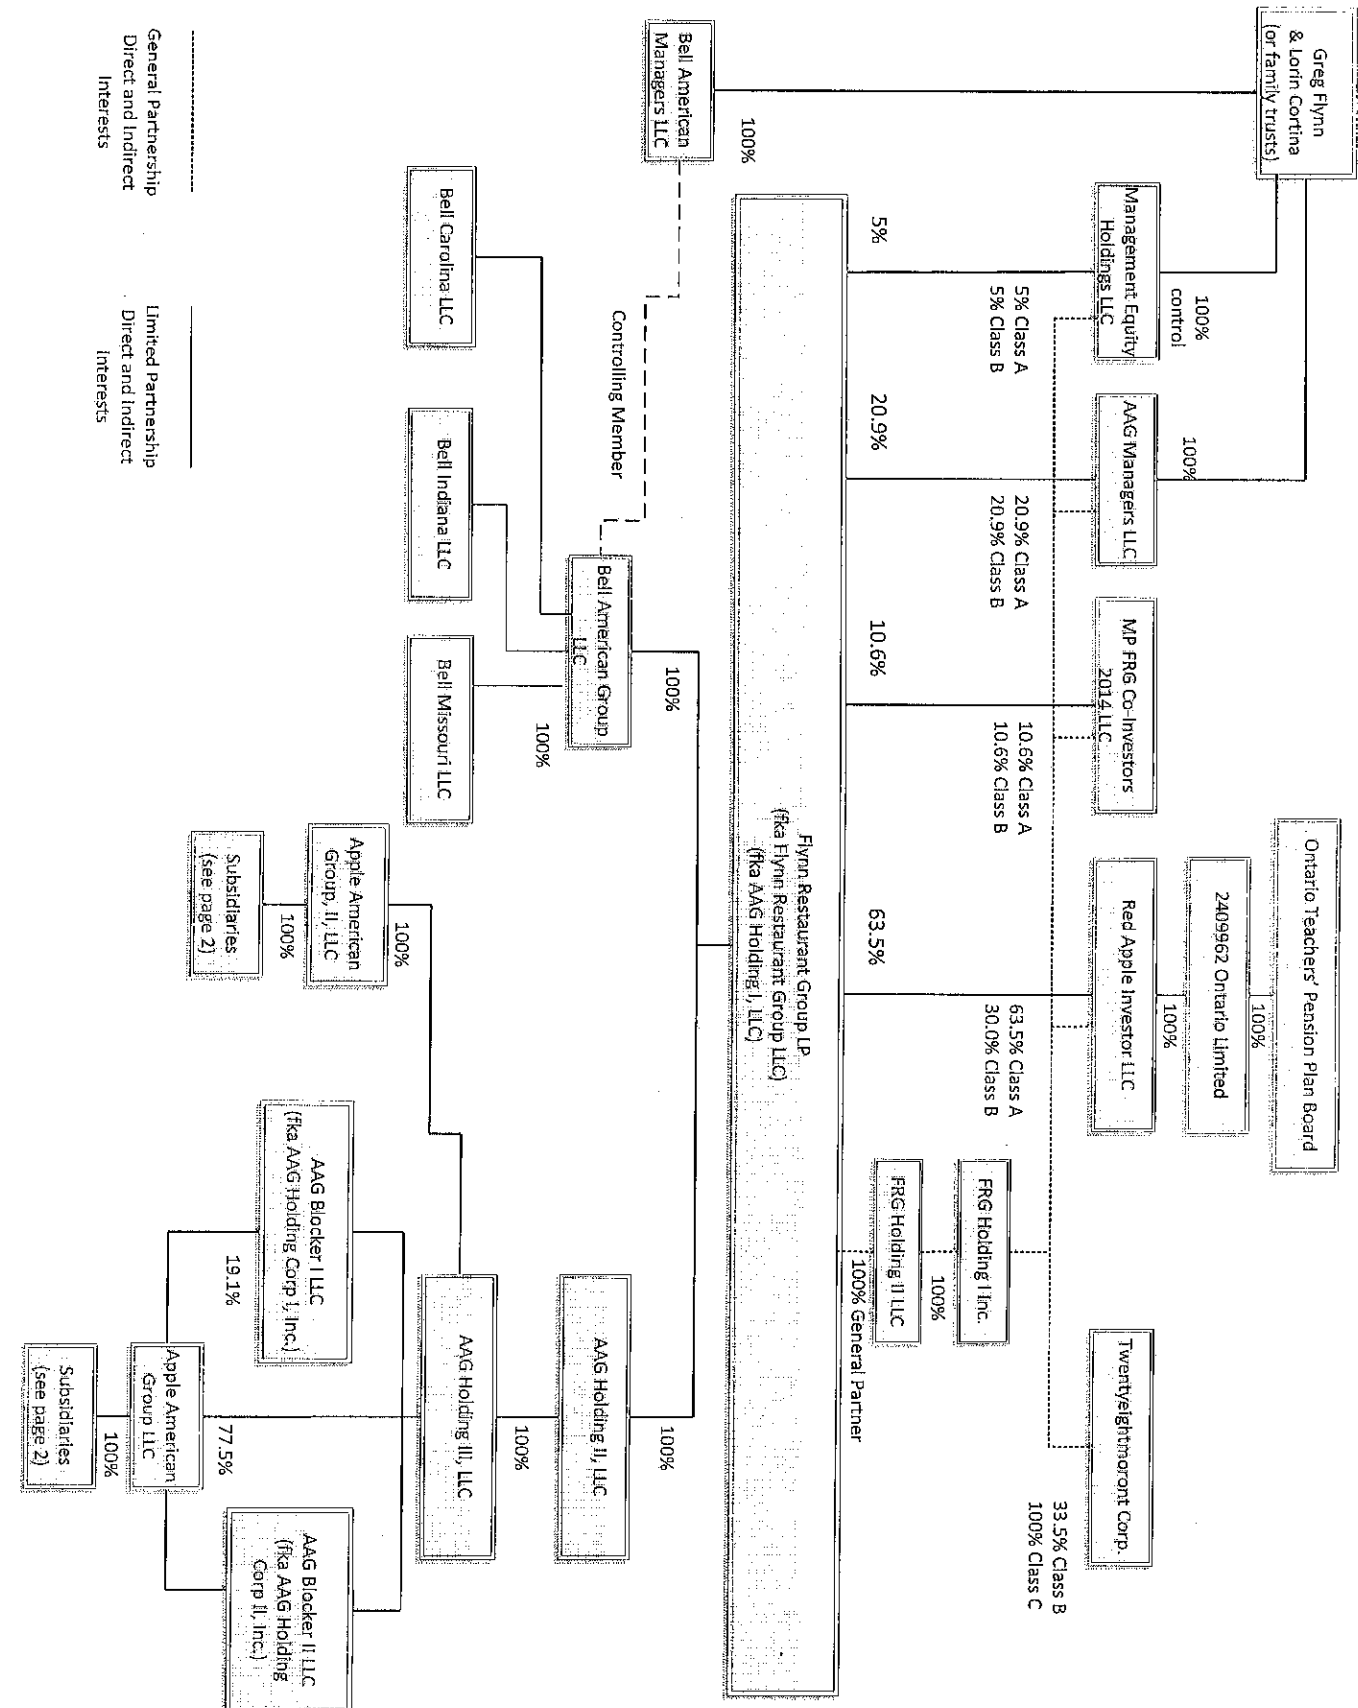 Greg Flynn
& Lorin Cortina
(or family trusts)
Ontario Teachers' Pension Plan Board
100%
2409962 Ontario Limited
100%
100%
control
100%
Management Equity
Holdings LLC
AAG Managers LLC
MP FRG Co-Investors
2014 LLC
Red Apple Investor LLC
Twentyeightmoront Corp.
5% Class A
5% Class B
20.9% Class A
20.9% Class B
10.6% Class A
10.6% Class B
63.5% Class A
30.0% Class B
33.5% Class B
100% Class C
FRG Holding I Inc.
100%
FRG Holding II LLC
100% General Partner
5%
20.9%
10.6%
63.5%
100%
Flynn Restaurant Group LP
(fka Flynn Restaurant Group LLC)
(fka AAG Holding I, LLC)
Bell American
Managers LLC
Controlling Member
100%
100%
Bell American Group
LLC
100%
AAG Holding II, LLC
100%
AAG Holding III, LLC
Bell Carolina LLC
Bell Indiana LLC
Bell Missouri LLC
100%
Apple American
Group, II, LLC
100%
Subsidiaries
(see page 2)
AAG Blocker I LLC
(fka AAG Holding Corp I, Inc.)
19.1%
77.5%
AAG Blocker II LLC
(fka AAG Holding
Corp II, Inc.)
Apple American
Group LLC
100%
Subsidiaries
(see page 2)
General Partnership
Direct and Indirect
Interests
Limited Partnership
Direct and Indirect
Interests